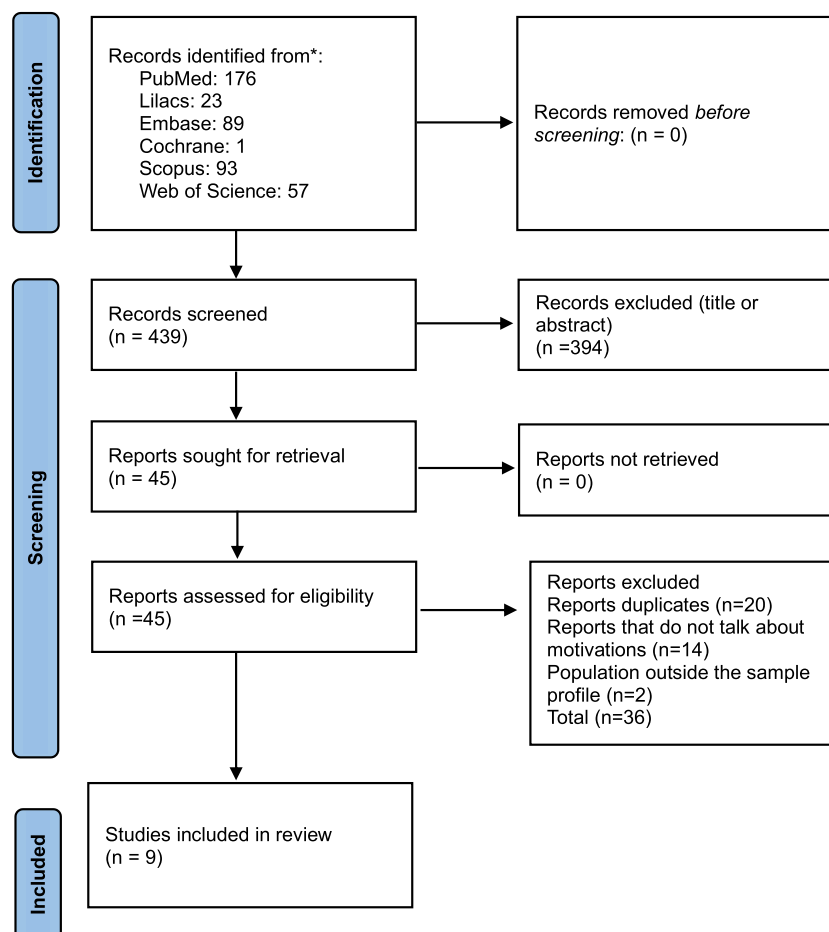 Identification
Records identified from*:
PubMed: 176
Lilacs: 23
Embase: 89
Cochrane: 1
Scopus: 93
Web of Science: 57
Records removed before
screening: (n = 0)
Screening
Records screened
(n = 439)
Records excluded (title or
abstract)
(n =394)
Reports sought for retrieval
(n = 45)
Reports not retrieved
(n = 0)
Reports assessed for eligibility
(n =45)
Reports excluded
Reports duplicates (n=20)
Reports that do not talk about
motivations (n=14)
Population outside the sample
profile (n=2)
Total (n=36)
Included
Studies included in review
(n = 9)